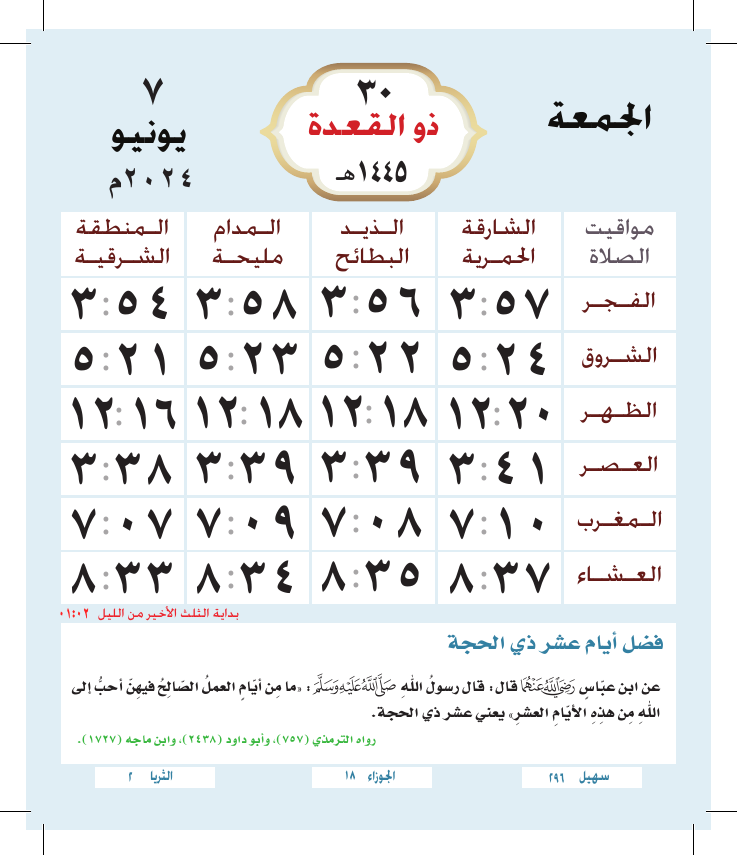 الجمعة
٣٠
ذو القعدة
١٤٤٥هـ
٧
يونيو
٢٠٢٤م
مواقيت الصلاة | الشارقة الحمرية | الذيد البطائح | المدام مليحة | المنطقة الشرقية
الفجر ٣:٥٧ ٣:٥٦ ٣:٥٨ ٣:٥٤
الشروق ٥:٢٤ ٥:٢٢ ٥:٢٣ ٥:٢١
الظهر ١٢:٢٠ ١٢:١٨ ١٢:١٨ ١٢:١٦
العصر ٣:٤١ ٣:٣٩ ٣:٣٩ ٣:٣٨
المغرب ٧:١٠ ٧:٠٨ ٧:٠٩ ٧:٠٧
العشاء ٨:٣٧ ٨:٣٥ ٨:٣٤ ٨:٣٣
بداية الثلث الأخير من الليل ٠١:٠٢
فضل أيام عشر ذي الحجة
عن ابن عبّاس رَضِيَ اللَّهُ عَنْهُمَا قال: قال رسولُ اللهِ صَلَّى اللَّهُ عَلَيْهِ وَسَلَّمَ: «ما مِن أيّام العملُ الصّالحُ فيهِنّ أحبُّ إلى
اللهِ مِن هذِهِ الأيّامِ العشرِ» يعني عشر ذي الحجة.
رواه الترمذي (٧٥٧)، وأبو داود (٢٤٣٨)، وابن ماجه (١٧٢٧).
سهيل ٢٩٦
الجوزاء ١٨
الثريا ٢